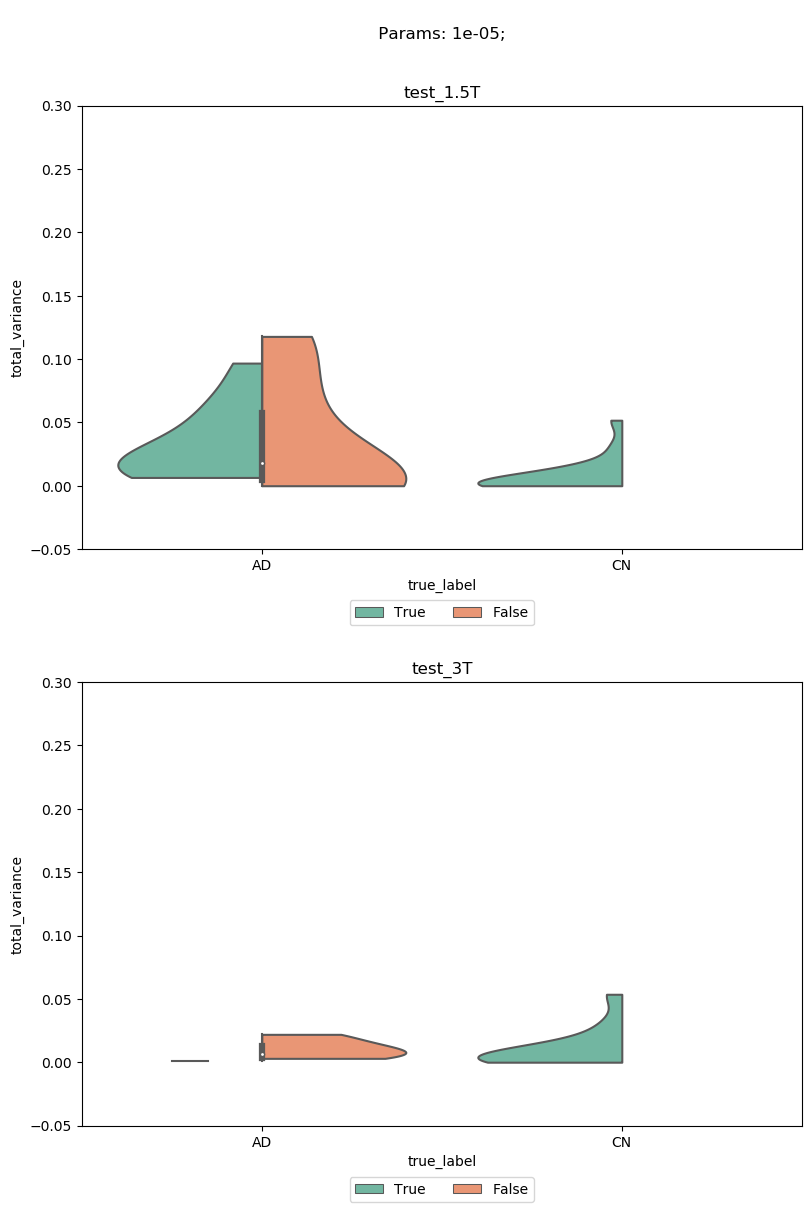 Params: 1e-05;
test_1.5T
0.30
0.25
0.20
0.15
0.10
0.05
0.00
−0.05
total_variance
AD CN
true_label
True False
test_3T
0.30
0.25
0.20
0.15
0.10
0.05
0.00
−0.05
total_variance
AD CN
true_label
True False